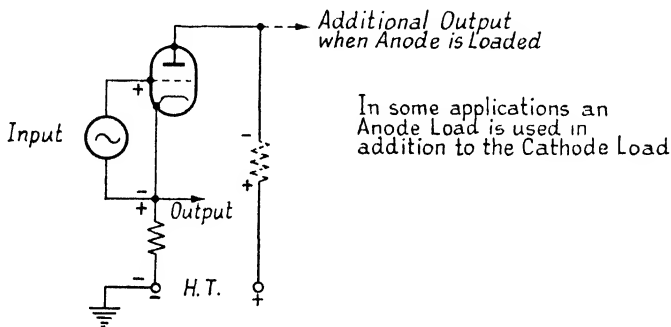 Additional Output
when Anode is Loaded
+
Input
In some applications an
Anode Load is used in
addition to the Cathode Load
-
+
-
+
Output
-
-
H.T.
+